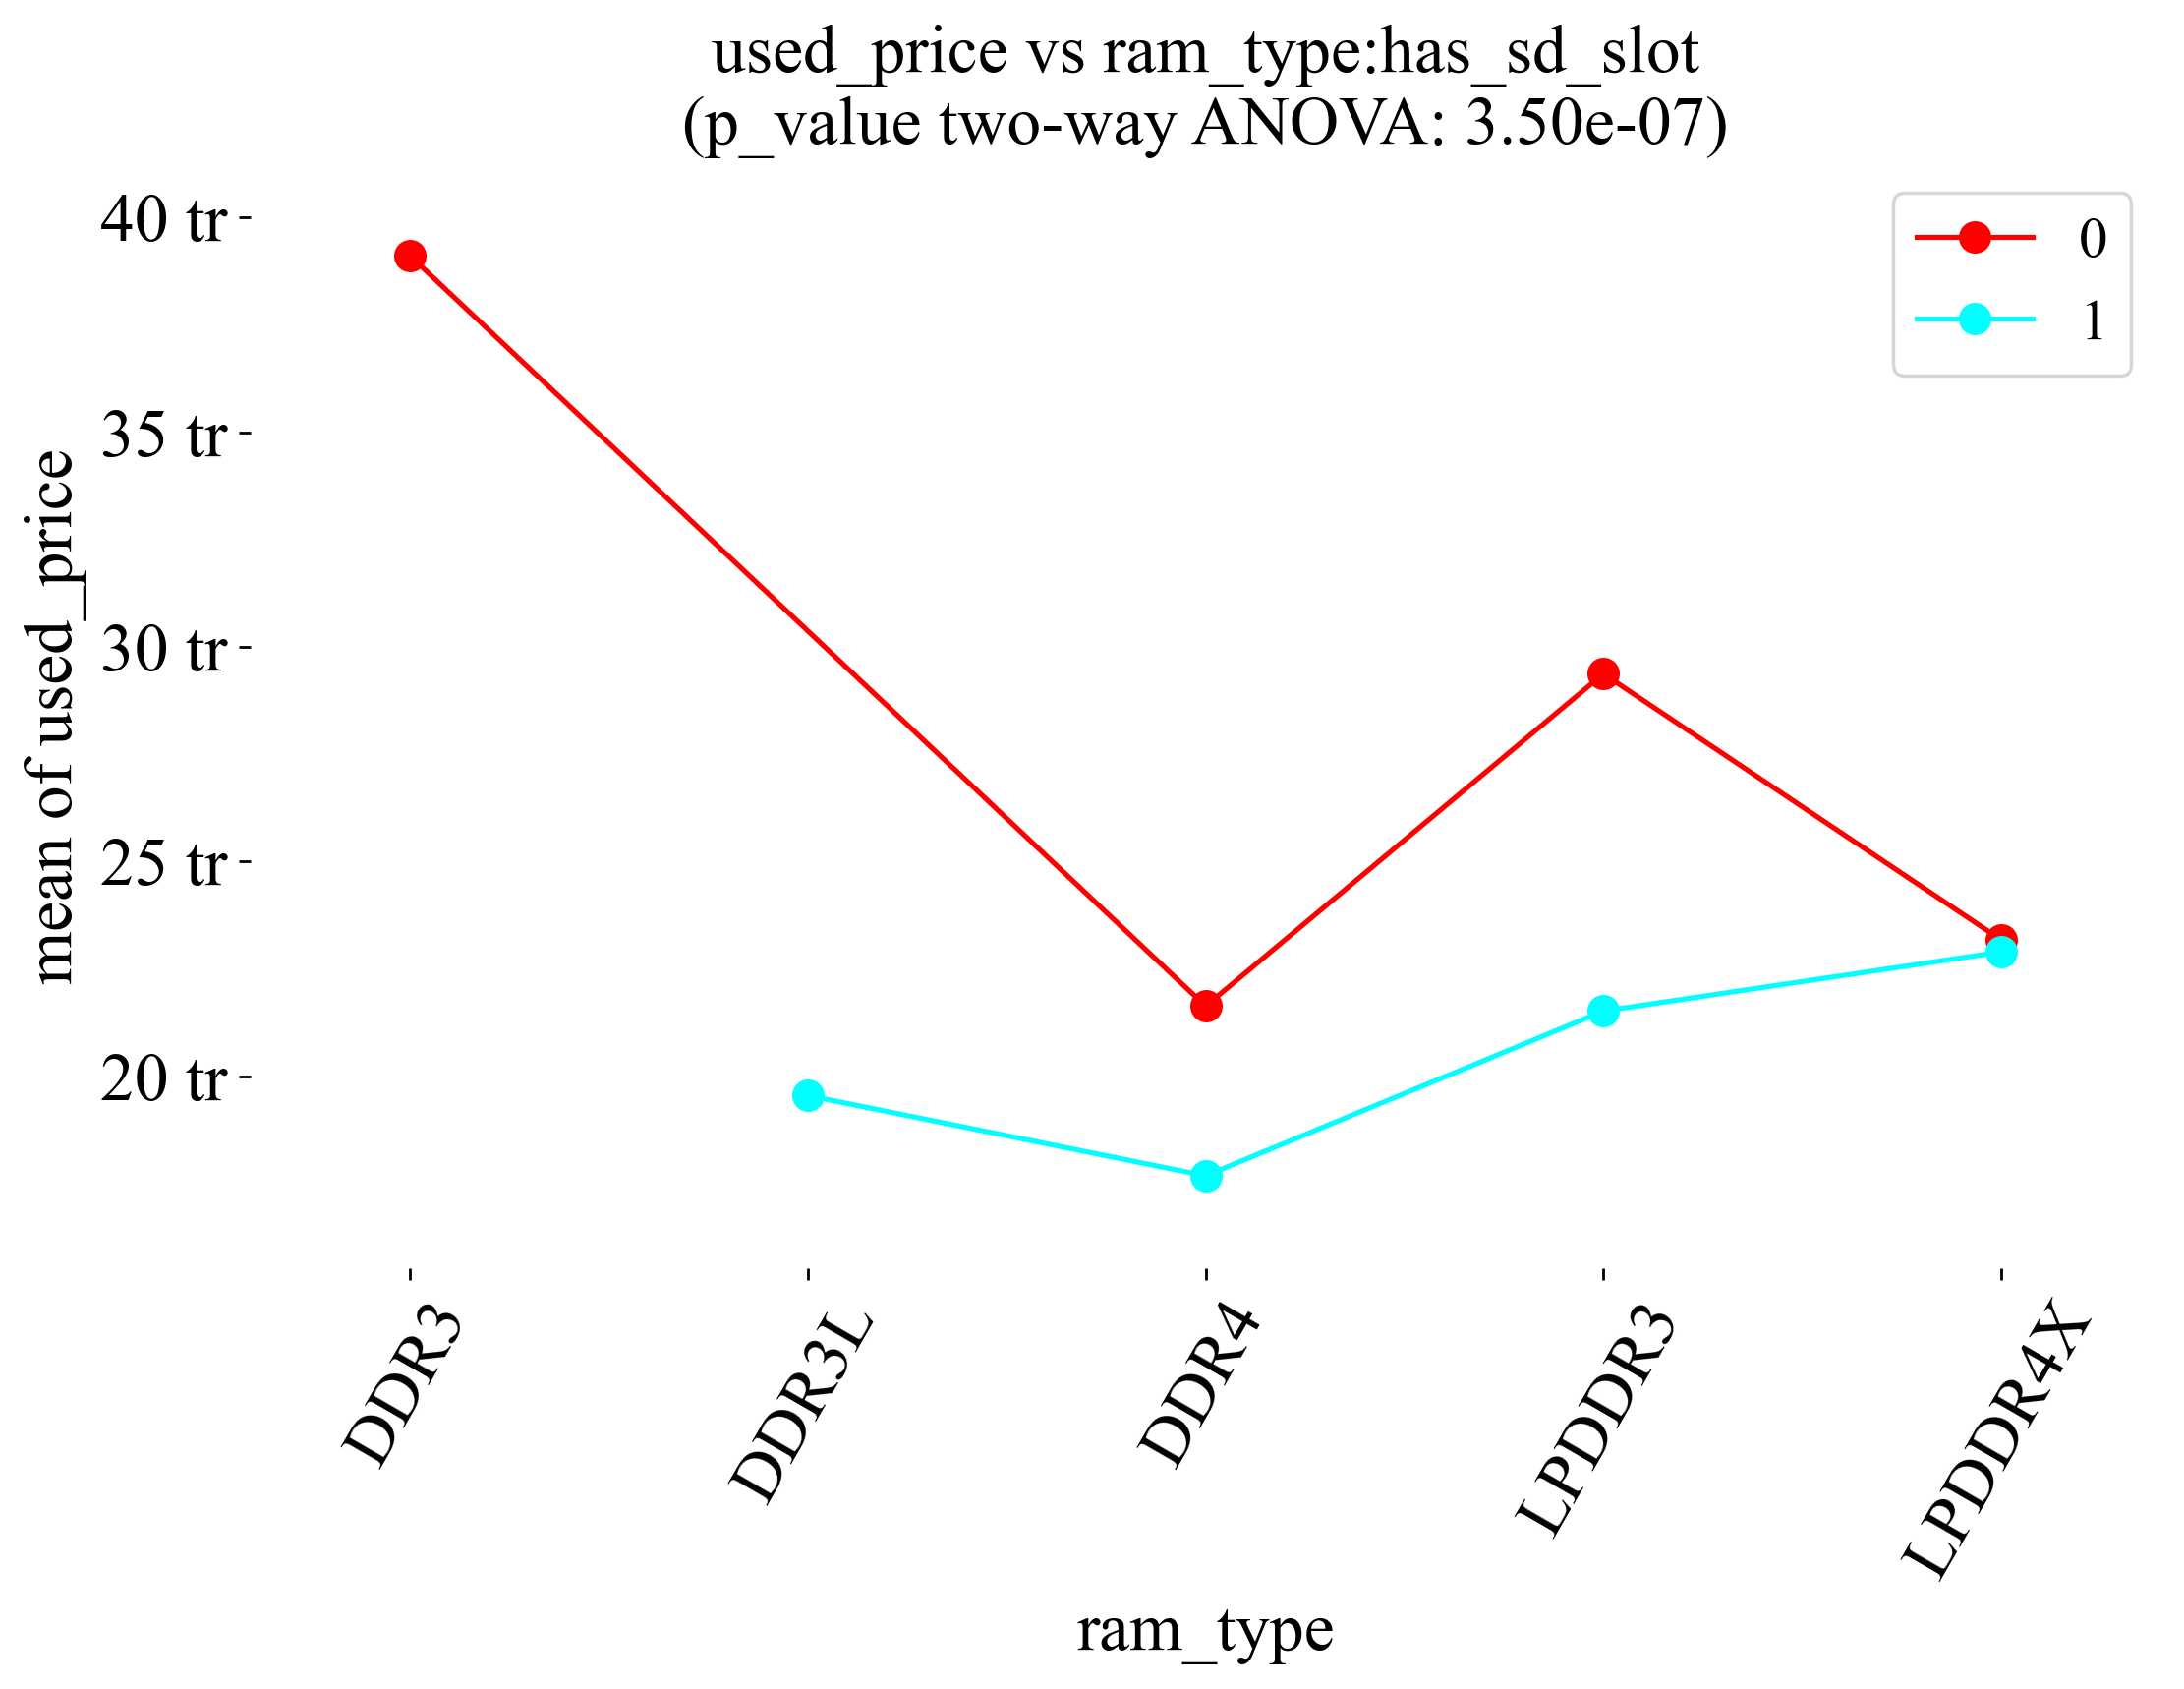 used_price vs ram_type:has_sd_slot
(p_value two-way ANOVA: 3.50e-07)
0
1
40 tr
35 tr
30 tr
25 tr
20 tr
mean of used_price
DDR3
DDR3L
DDR4
LPDDR3
LPDDR4X
ram_type